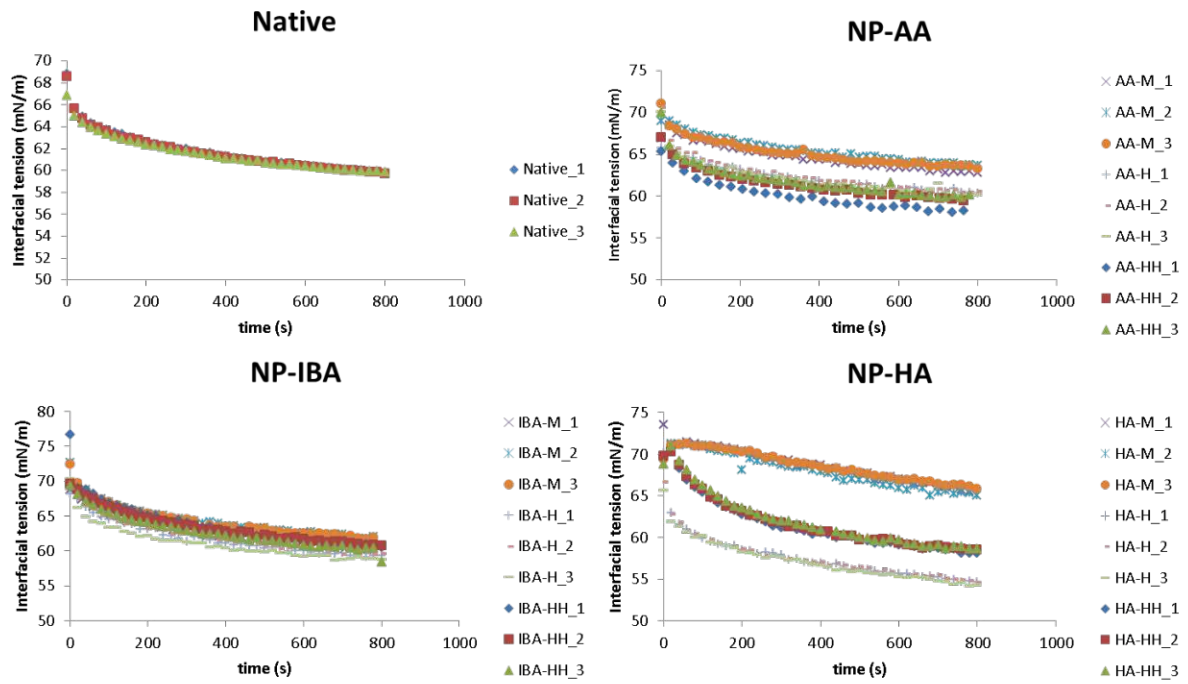 Native
Interfacial tension (mN/m)
70
68
66
64
62
60
58
56
54
52
50
0
200
400
600
800
1000
time (s)
Native_1
Native_2
Native_3
NP-AA
Interfacial tension (mN/m)
75
70
65
60
55
50
0
200
400
600
800
1000
time (s)
AA-M_1
AA-M_2
AA-M_3
AA-H_1
AA-H_2
AA-H_3
AA-HH_1
AA-HH_2
AA-HH_3
NP-IBA
Interfacial tension (mN/m)
80
75
70
65
60
55
50
0
200
400
600
800
1000
time (s)
IBA-M_1
IBA-M_2
IBA-M_3
IBA-H_1
IBA-H_2
IBA-H_3
IBA-HH_1
IBA-HH_2
IBA-HH_3
NP-HA
Interfacial tension (mN/m)
75
70
65
60
55
50
0
200
400
600
800
1000
time (s)
HA-M_1
HA-M_2
HA-M_3
HA-H_1
HA-H_2
HA-H_3
HA-HH_1
HA-HH_2
HA-HH_3